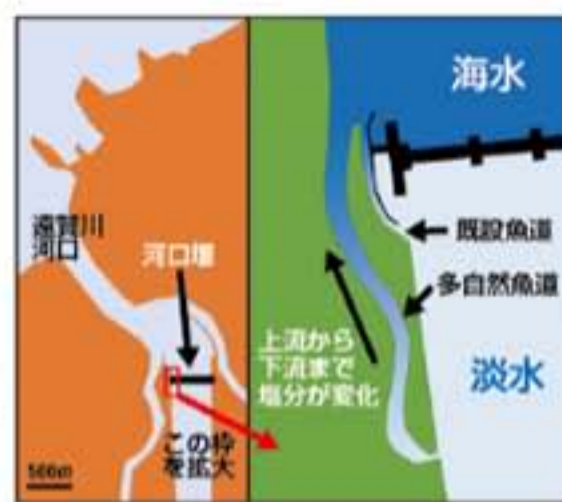 遠賀川
河口
河口堰
この枠
を拡大
500m
海水
既設魚道
多自然魚道
上流から
下流まで
塩分が変化
淡水